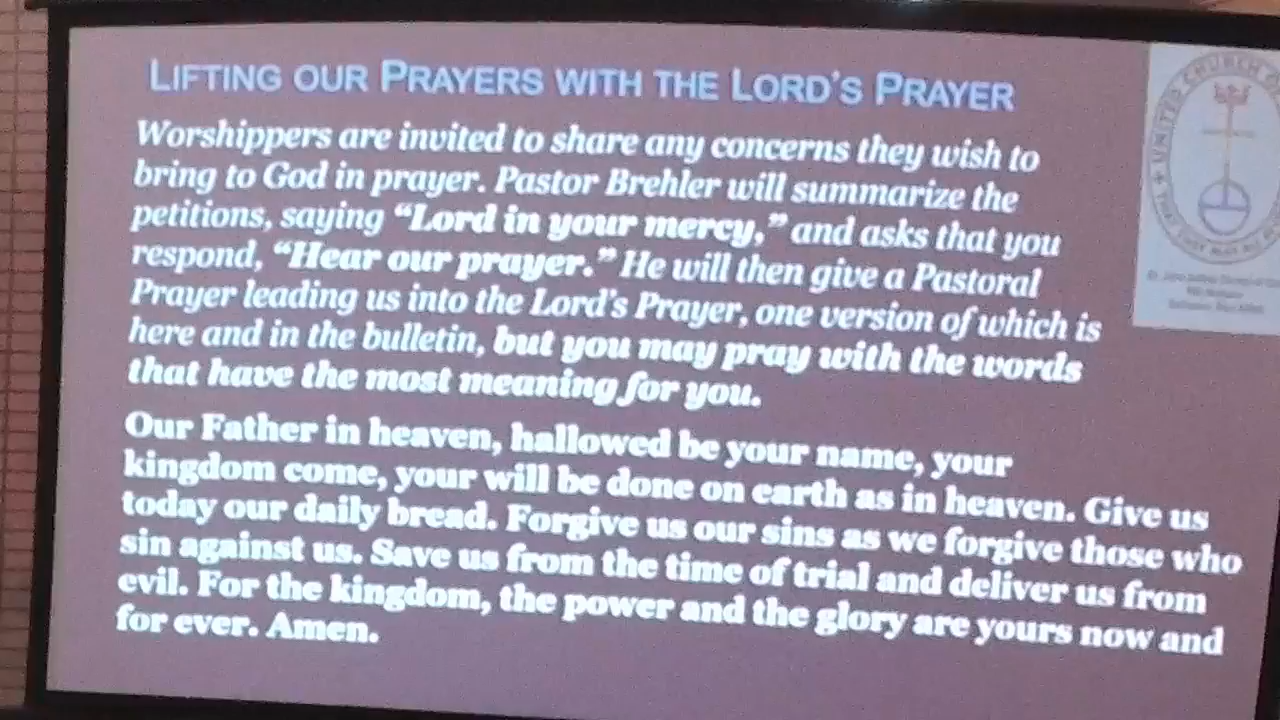 LIFTING OUR PRAYERS WITH THE LORD'S PRAYER
Worshippers are invited to share any concerns they wish to
bring to God in prayer. Pastor Brehler will summarize the
petitions, saying “Lord in your mercy,” and asks that you
respond, “Hear our prayer.” He will then give a Pastoral
Prayer leading us into the Lord's Prayer, one version of which is
here and in the bulletin, but you may pray with the words
that have the most meaning for you.
Our Father in heaven, hallowed be your name, your
kingdom come, your will be done on earth as in heaven. Give us
today our daily bread. Forgive us our sins as we forgive those who
sin against us. Save us from the time of trial and deliver us from
evil. For the kingdom, the power and the glory are yours now and
for ever. Amen.
UNITED CHURCH